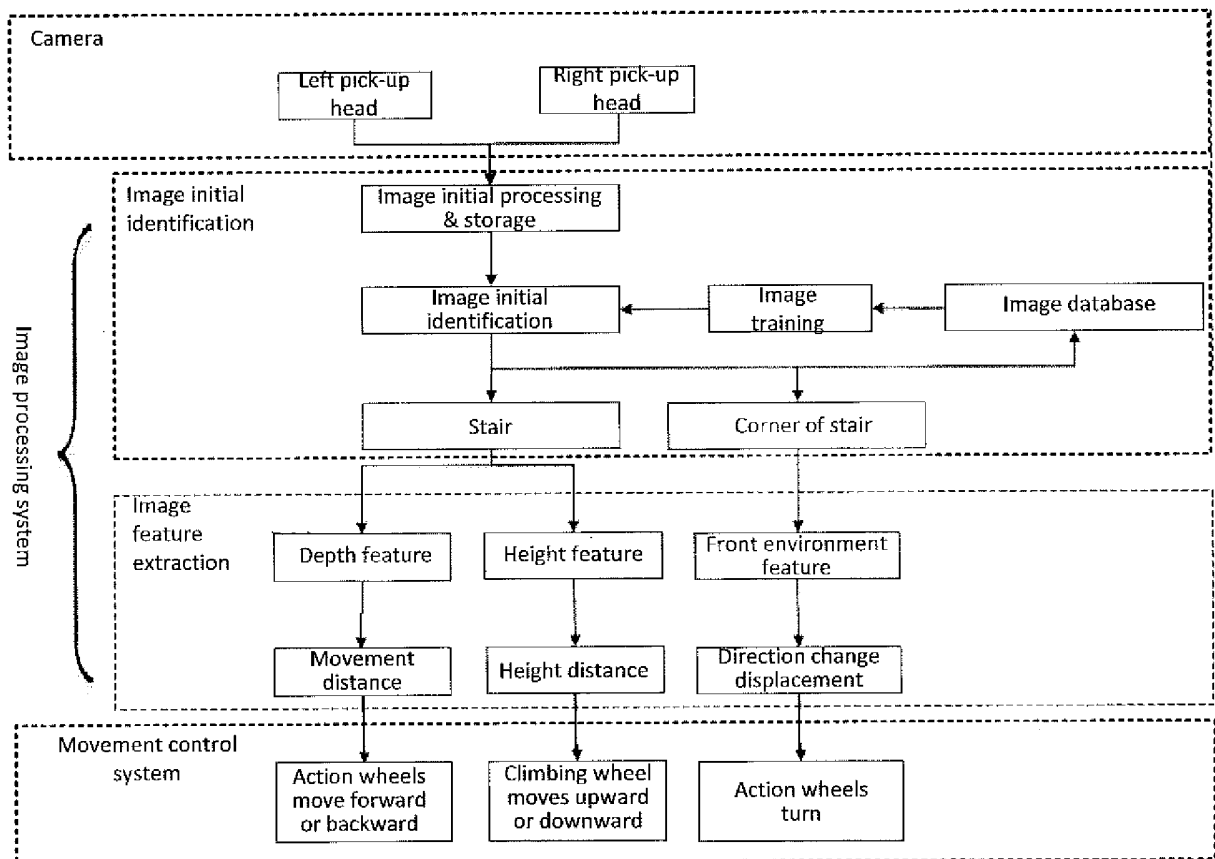 Camera
Left pick-up
head
Right pick-up
head
Image initial
identification
Image initial processing
& storage
Image initial
identification
Image
training
Image database
Stair
Corner of stair
Image processing system
Image
feature
extraction
Depth feature
Height feature
Front environment
feature
Movement
distance
Height distance
Direction change
displacement
Movement control
system
Action wheels
move forward
or backward
Climbing wheel
moves upward
or downward
Action wheels
turn